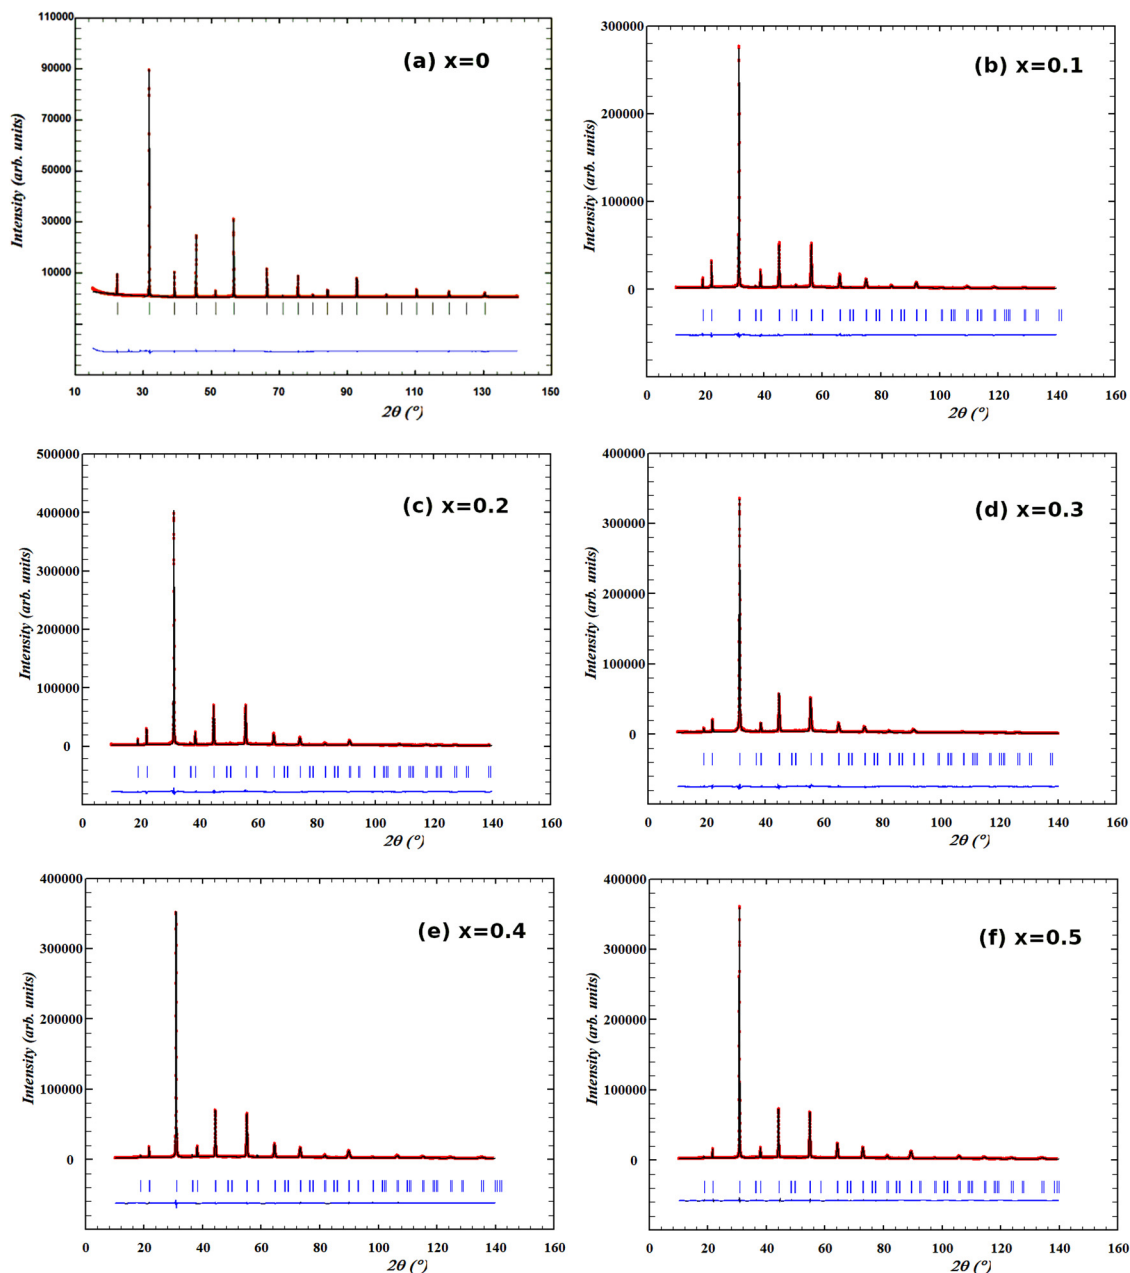 (a) x=0
Intensity (arb. units)
110000
90000
70000
50000
30000
10000
10 30 50 70 90 110 130 150
2θ (°)
(b) x=0.1
Intensity (arb. units)
300000
200000
100000
0
0 20 40 60 80 100 120 140 160
2θ (°)
(c) x=0.2
Intensity (arb. units)
500000
400000
300000
200000
100000
0
0 20 40 60 80 100 120 140 160
2θ (°)
(d) x=0.3
Intensity (arb. units)
400000
300000
200000
100000
0
0 20 40 60 80 100 120 140 160
2θ (°)
(e) x=0.4
Intensity (arb. units)
400000
300000
200000
100000
0
0 20 40 60 80 100 120 140 160
2θ (°)
(f) x=0.5
Intensity (arb. units)
400000
300000
200000
100000
0
0 20 40 60 80 100 120 140 160
2θ (°)